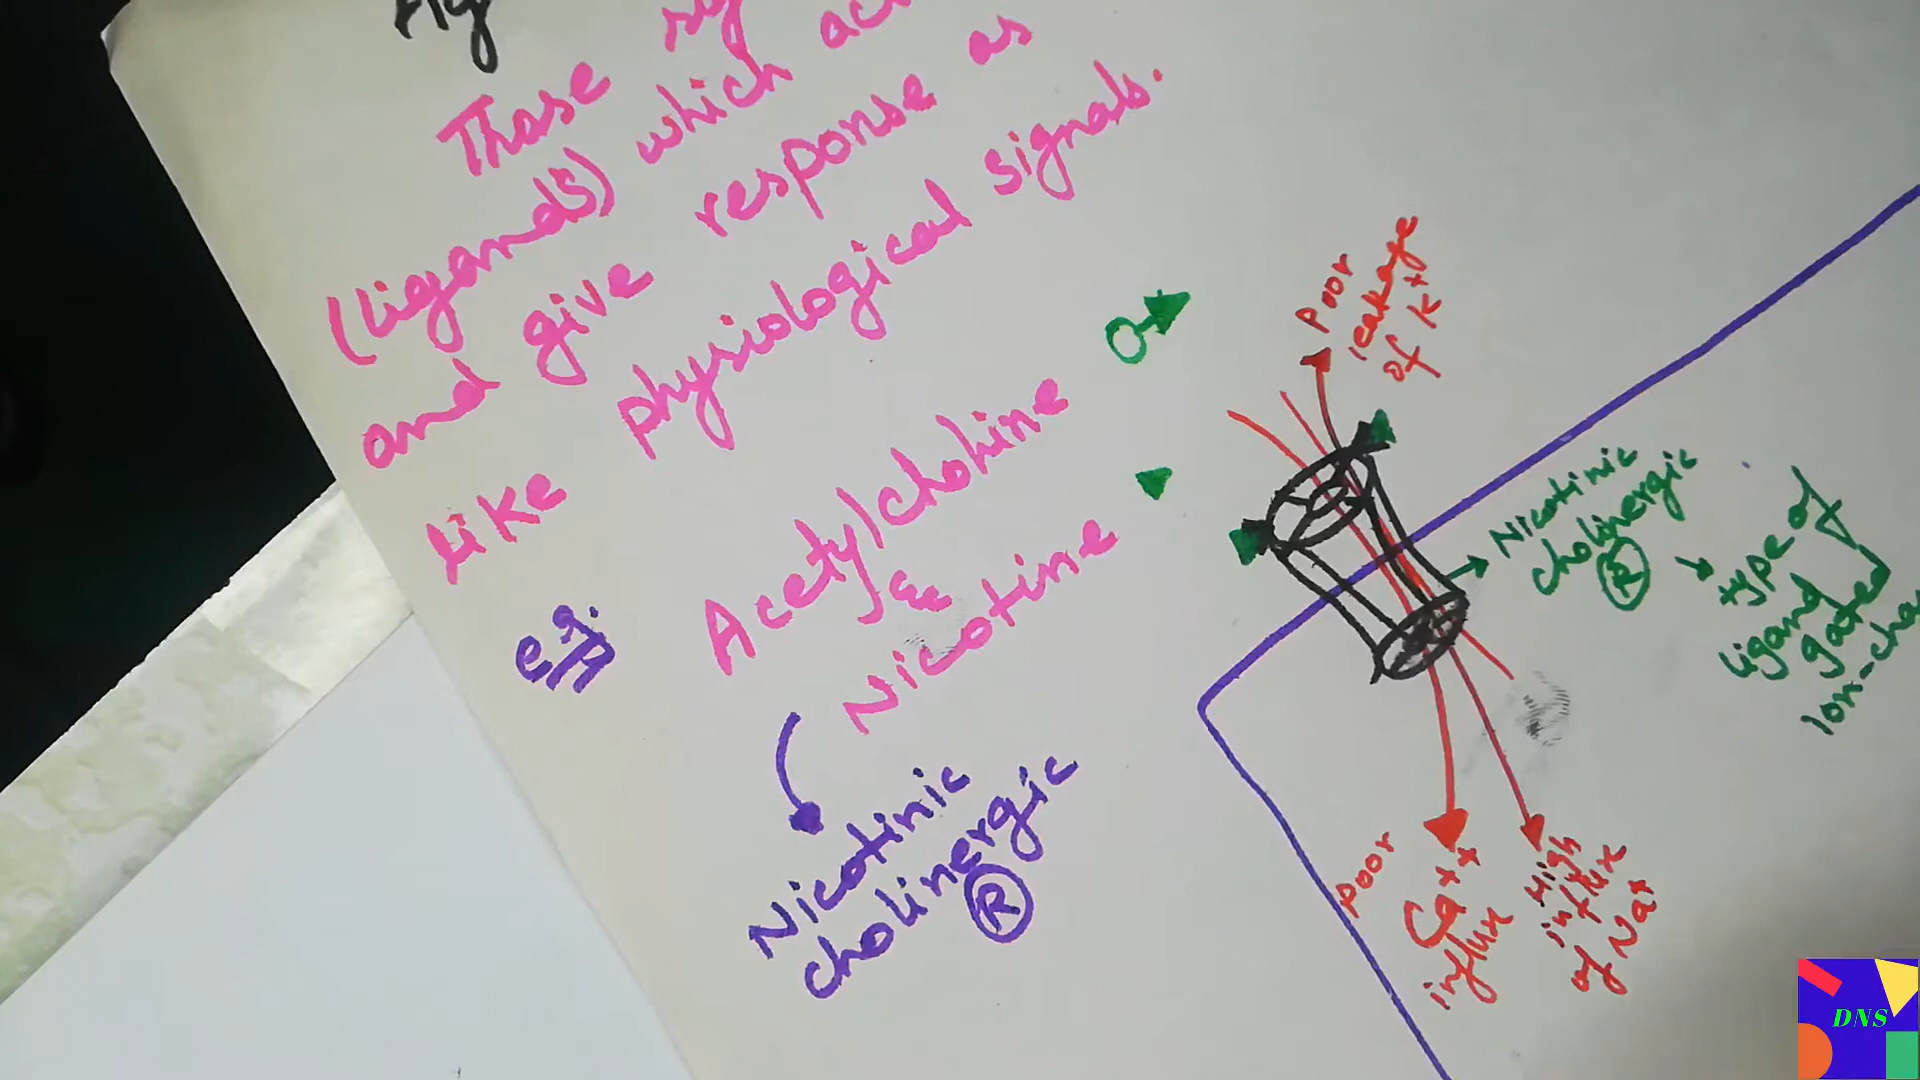 Ag
Those
(ligands) which
and give response as
like physiological signals.
e.g. Acetylcholine
&
Nicotine
Nicotinic
cholinergic
R
Poor
leakage
of K+
Nicotinic
cholinergic
R
type of
ligand
gated
Ion-cha
Poor
Ca++
influx
High
influx
of Na+
DNS